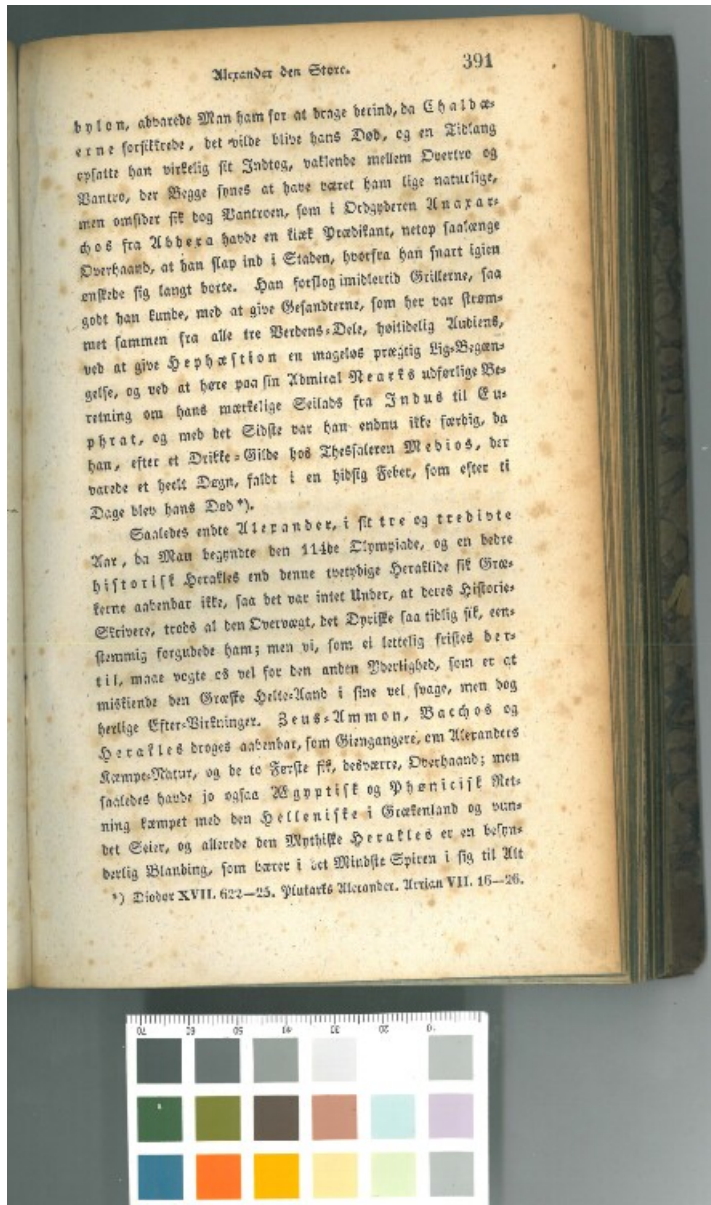 Alexander den Store.
391
bylon, advarede Man ham for at drage derind, da Chaldæ-
erne forsikkrede, det vilde blive hans Død, og en Tidlang
opsatte han virkelig sit Indtog, vaklende mellem Overtro og
Vantro, der Begge synes at have været ham lige naturlige,
men omsider fik dog Vantroen, som i Ordgyderen Anaxar-
chos fra Abdera havde en kiæk Prædikant, netop saalænge
Overhaand, at han slap ind i Staden, hvorfra han snart igien
ønskede sig langt borte. Han forslog imidlertid Grillerne, saa
godt han kunde, med at give Gesandterne, som her var strøm-
met sammen fra alle tre Verdens-Dele, høitidelig Audiens,
ved at give Hephæstion en mageløs prægtig Lig-Begæn-
gelse, og ved at høre paa sin Admiral Nearks udførlige Be-
retning om hans mærkelige Seilads fra Indus til Eu-
phrat, og med det Sidste var han endnu ikke færdig, da
han, efter et Drikke-Gilde hos Thessaleren Medios, der
varede et heelt Døgn, faldt i en hidsig Feber, som efter ti
Dage blev hans Død*).
Saaledes endte Alexander, i sit tre og tredivte
Aar, da Man begyndte den 114de Olympiade, og en bedre
historisk Herakles end denne tvetydige Heraklide fik Græ-
kerne aabenbar ikke, saa det var intet Under, at deres Historie-
Skrivere, trods al den Overvægt, det Dyriske saa tidlig fik, een-
stemmig forgudede ham; men vi, som ei lettelig fristes der-
til, maae vogte os vel for den anden Yderlighed, som er at
miskiende den Græske Helte-Aand i sine vel svage, men dog
herlige Efter-Virkninger. Zeus-Ammon, Bacchos og
Herakles droges aabenbar, som Giengangere, om Alexanders
Kæmpe-Natur, og de to Første fik, desværre, Overhaand; men
saaledes havde jo ogsaa Ægyptisk og Phønicisk Ret-
ning kæmpet med den Helleniske i Grækenland og vun-
det Seier, og allerede den Mythiske Herakles er en besyn-
derlig Blanding, som bærer i det Mindste Spiren i sig til Alt
*) Diodor XVII. 622—25. Plutarks Alexander. Arrian VII. 16—26.
70 60 50 40 30 20 10